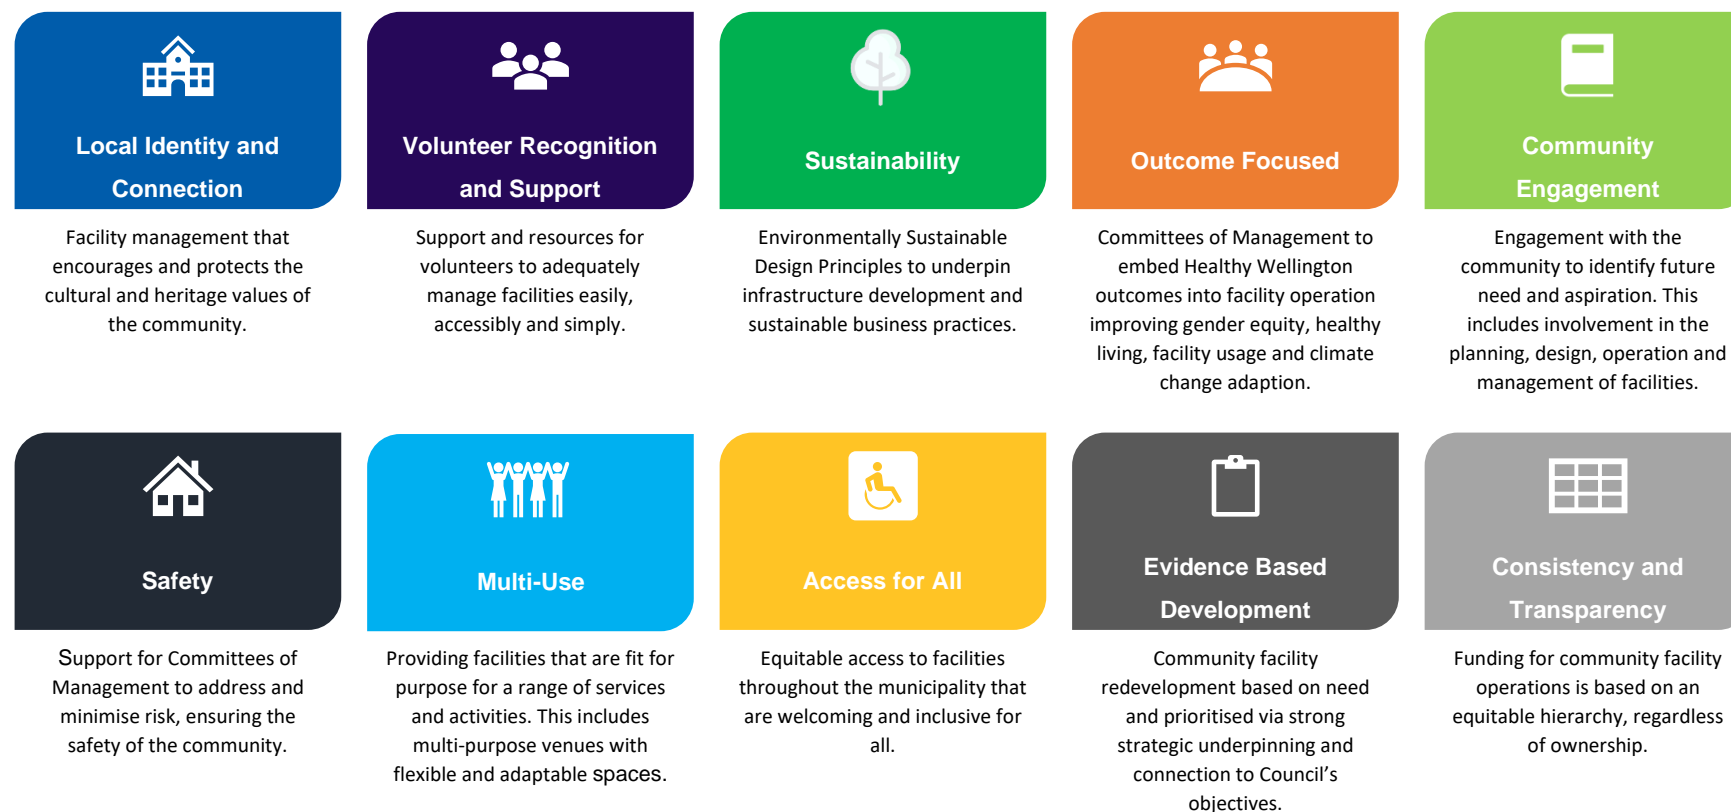 Local Identity and
Connection
Facility management that
encourages and protects the
cultural and heritage values of
the community.
Volunteer Recognition
and Support
Support and resources for
volunteers to adequately
manage facilities easily,
accessibly and simply.
Sustainability
Environmentally Sustainable
Design Principles to underpin
infrastructure development and
sustainable business practices.
Outcome Focused
Committees of Management to
embed Healthy Wellington
outcomes into facility operation
improving gender equity, healthy
living, facility usage and climate
change adaption.
Community
Engagement
Engagement with the
community to identify future
need and aspiration. This
includes involvement in the
planning, design, operation and
management of facilities.
Safety
Support for Committees of
Management to address and
minimise risk, ensuring the
safety of the community.
Multi-Use
Providing facilities that are fit for
purpose for a range of services
and activities. This includes
multi-purpose venues with
flexible and adaptable spaces.
Access for All
Equitable access to facilities
throughout the municipality that
are welcoming and inclusive for
all.
Evidence Based
Development
Community facility
redevelopment based on need
and prioritised via strong
strategic underpinning and
connection to Council’s
objectives.
Consistency and
Transparency
Funding for community facility
operations is based on an
equitable hierarchy, regardless
of ownership.